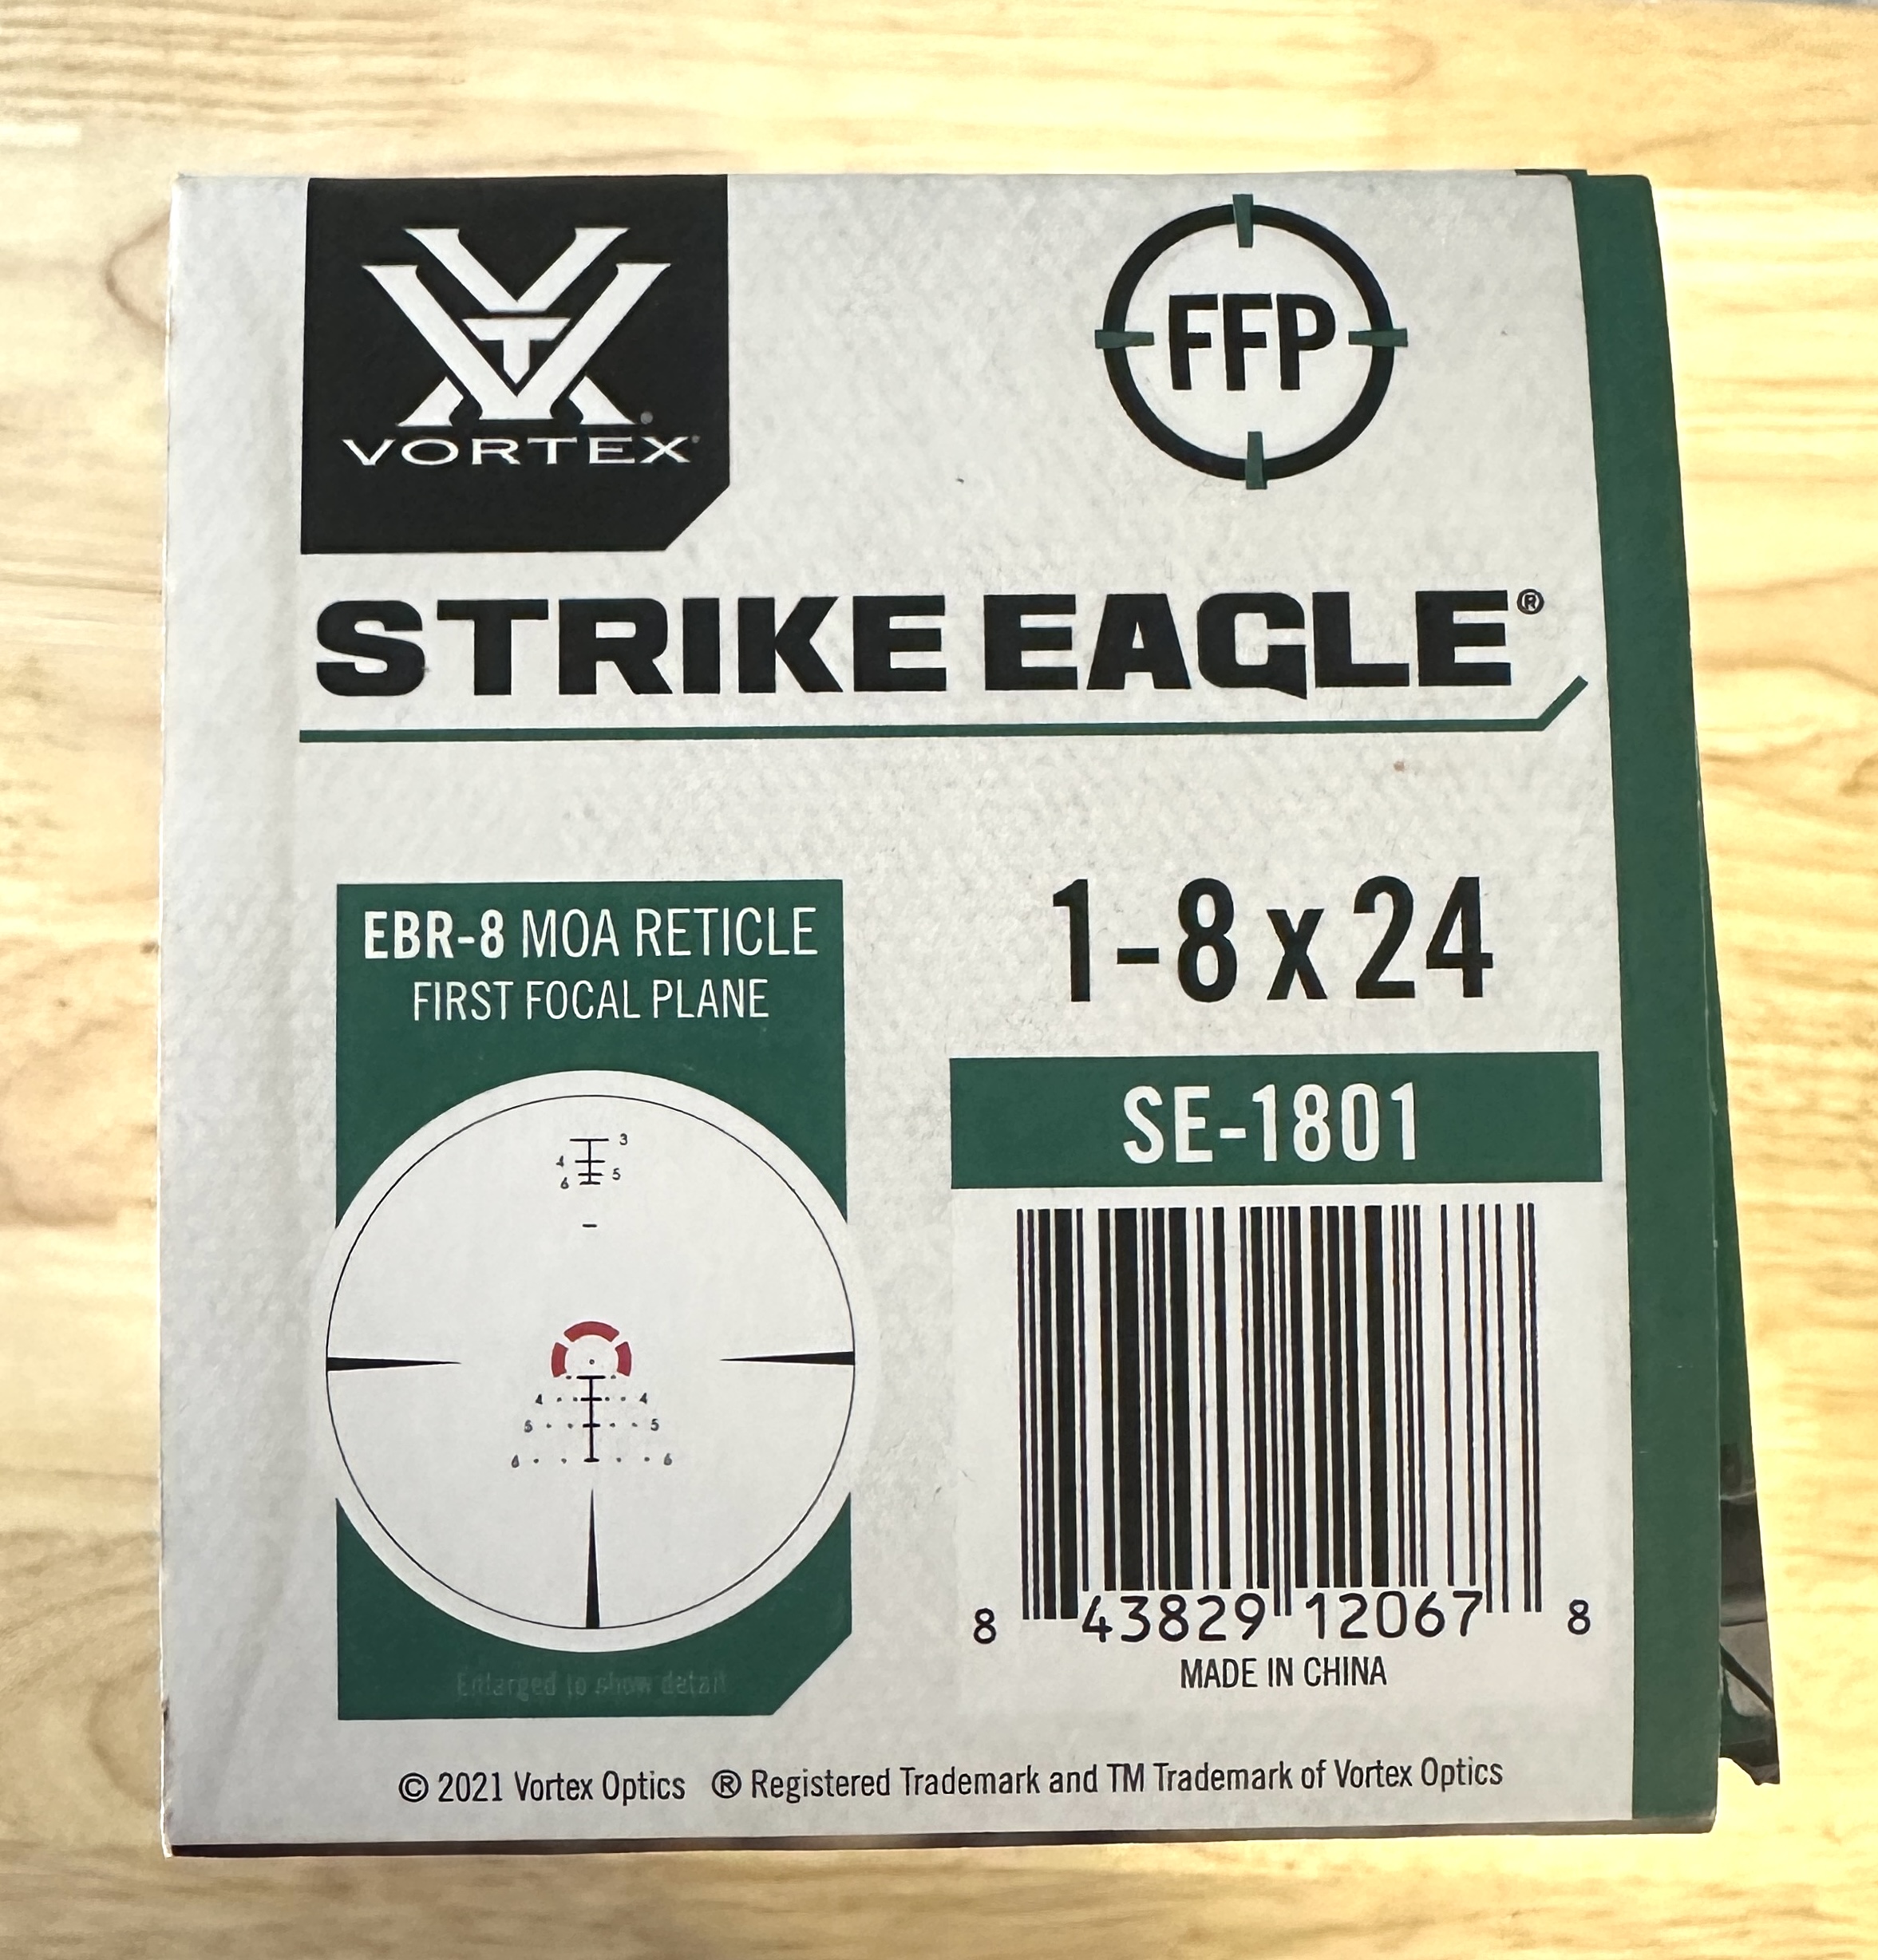 VORTEX
FFP
STRIKE EAGLE®
EBR-8 MOA RETICLE
FIRST FOCAL PLANE
3
4 5
6
4 4
5 5
6 6
Enlarged to show detail
1-8x24
SE-1801
8 43829 12067 8
MADE IN CHINA
© 2021 Vortex Optics ® Registered Trademark and TM Trademark of Vortex Optics